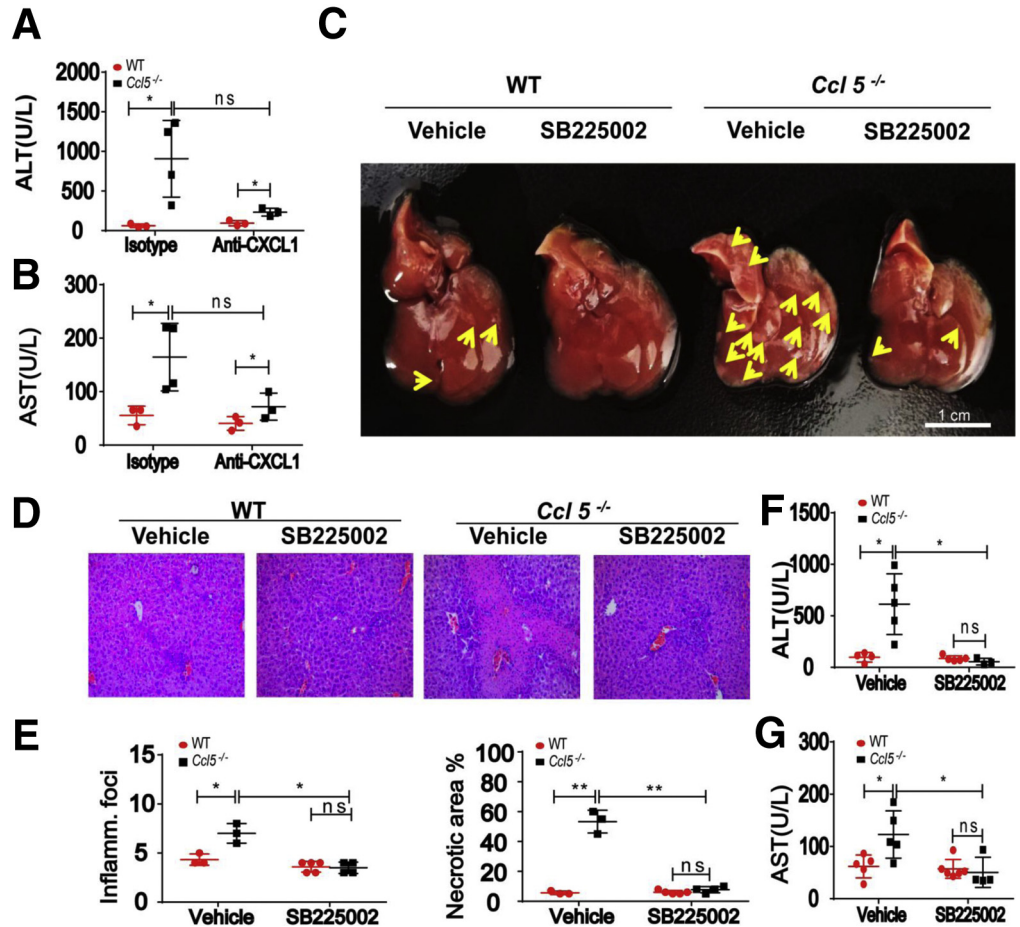 A
WT
Ccl5 -/-
2000
1500
1000
500
0
ALT(U/L)
*
ns
*
Isotype
Anti-CXCL1
B
300
200
100
0
AST(U/L)
*
ns
*
Isotype
Anti-CXCL1
C
WT
Ccl 5 -/-
Vehicle
SB225002
Vehicle
SB225002
1 cm
D
WT
Ccl 5 -/-
Vehicle
SB225002
Vehicle
SB225002
E
WT
Ccl5 -/-
15
10
5
0
Inflamm. foci
*
*
ns
Vehicle
SB225002
WT
Ccl5 -/-
100
80
60
40
20
0
Necrotic area %
**
**
ns
Vehicle
SB225002
F
WT
Ccl5 -/-
1500
1000
500
0
ALT(U/L)
*
*
ns
Vehicle
SB225002
G
WT
Ccl5 -/-
300
200
100
0
AST(U/L)
*
*
ns
Vehicle
SB225002